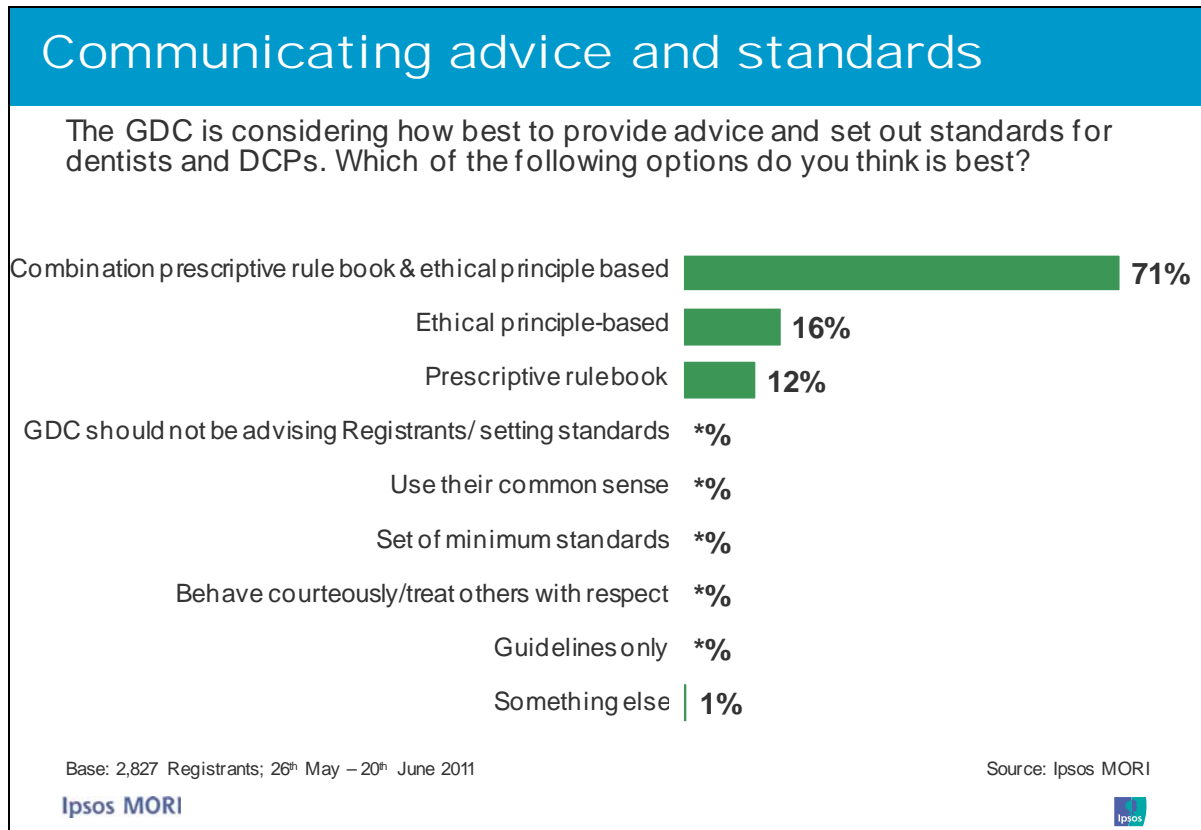 Communicating advice and standards
The GDC is considering how best to provide advice and set out standards for
dentists and DCPs. Which of the following options do you think is best?
Combination prescriptive rule book & ethical principle based 71%
Ethical principle-based 16%
Prescriptive rulebook 12%
GDC should not be advising Registrants/ setting standards *%
Use their common sense *%
Set of minimum standards *%
Behave courteously/treat others with respect *%
Guidelines only *%
Something else 1%
Base: 2,827 Registrants; 26th May – 20th June 2011 Source: Ipsos MORI
Ipsos MORI Ipsos